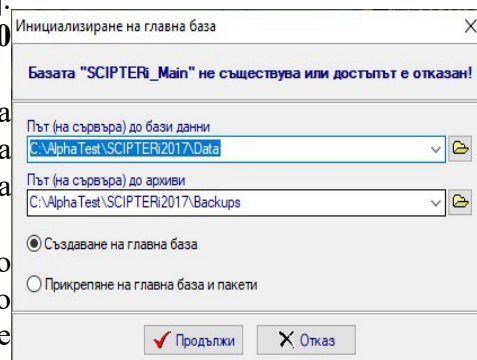 Инициализиране на главна база
Базата "SCIPTERi_Main" не съществува или достъпът е отказан!
Път (на сървъра) до бази данни
C:\AlphaTest\SCIPTERi2017\Data
Път (на сървъра) до архиви
C:\AlphaTest\SCIPTERi2017\Backups
Създаване на главна база
Прикрепяне на главна база и пакети
Продължи
Отказ